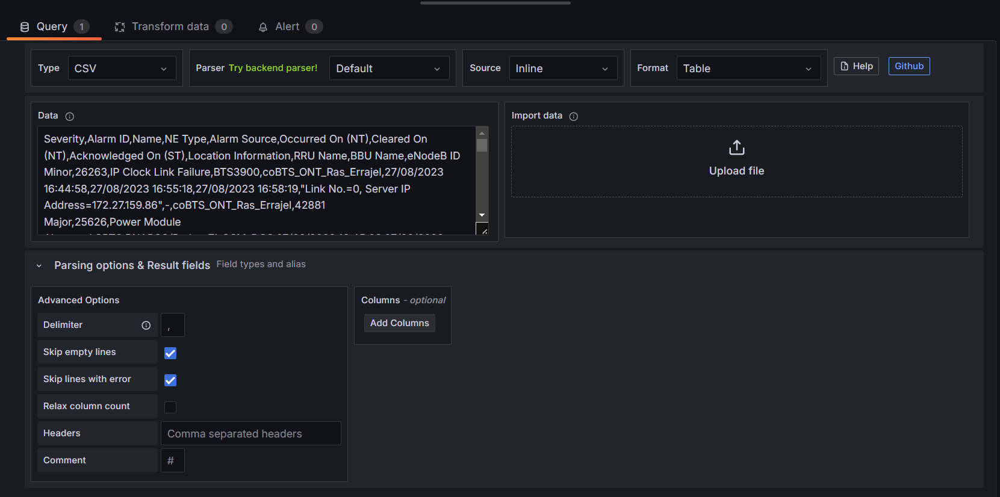 Query 1 Transform data 0 Alert 0
Type CSV Parser Try backend parser! Default Source Inline Format Table Help Github
Data Import data
Severity,Alarm ID,Name,NE Type,Alarm Source,Occurred On (NT),Cleared On
(NT),Acknowledged On (ST),Location Information,RRU Name,BBU Name,eNodeB ID
Minor,26263,IP Clock Link Failure,BTS3900,coBTS_ONT_Ras_Errajel,27/08/2023
16:44:58,27/08/2023 16:55:18,27/08/2023 16:58:19,"Link No.=0, Server IP
Address=172.27.159.86",-,coBTS_ONT_Ras_Errajel,42881
Major,25626,Power Module
Upload file
Parsing options & Result fields Field types and alias
Advanced Options
Delimiter ,
Skip empty lines
Skip lines with error
Relax column count
Headers Comma separated headers
Comment #
Columns - optional
Add Columns